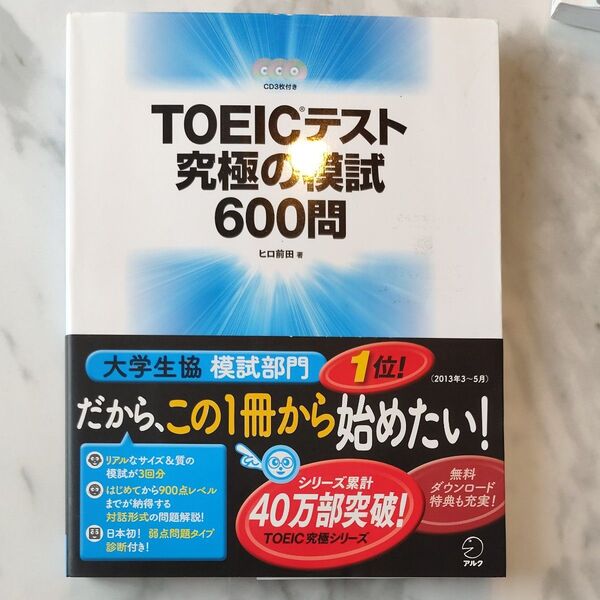 CD3枚付き
TOEIC®テスト
究極の模試
600問
ヒロ前田 著
大学生協 模試部門 1位!
(2013年3～5月)
だから、この1冊から始めたい!
リアルなサイズ&質の
模試が3回分
はじめてから900点レベル
までが納得する
対話形式の問題解説!
日本初! 弱点問題タイプ
診断付き!
シリーズ累計
40万部突破!
TOEIC 究極シリーズ
無料
ダウンロード
特典も充実!
アルク